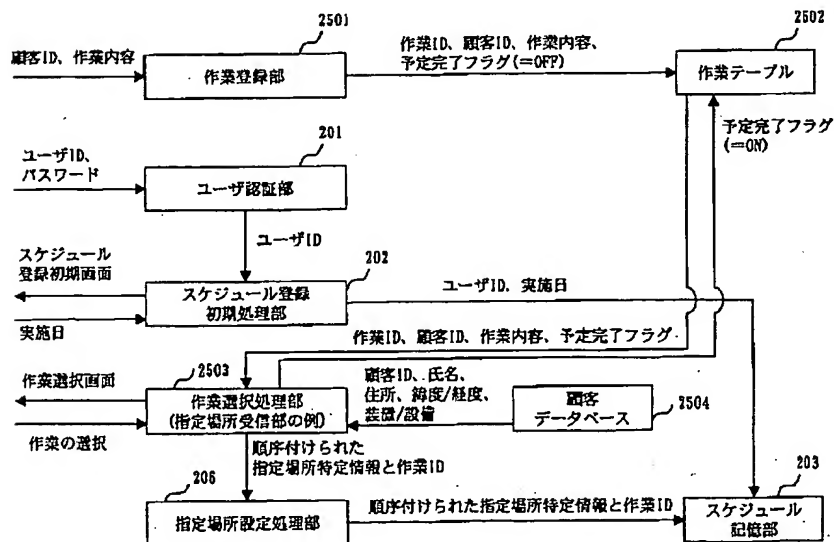 2501
2502
顧客ID、作業内容
作業登録部
作業ID、顧客ID、作業内容、
予定完了フラグ(=OFF)
作業テーブル
予定完了フラグ
(=ON)
201
ユーザID、
パスワード
ユーザ認証部
ユーザID
スケジュール
登録初期画面
202
スケジュール登録
初期処理部
ユーザID、実施日
実施日
作業ID、顧客ID、作業内容、予定完了フラグ
2503
作業選択画面
作業選択処理部
(指定場所受信部の例)
顧客ID、氏名、
住所、緯度/経度、
装置/設備
顧客
データベース
2504
作業の選択
順序付けられた
指定場所特定情報と作業ID
206
203
指定場所設定処理部
順序付けられた指定場所特定情報と作業ID
スケジュール
記憶部